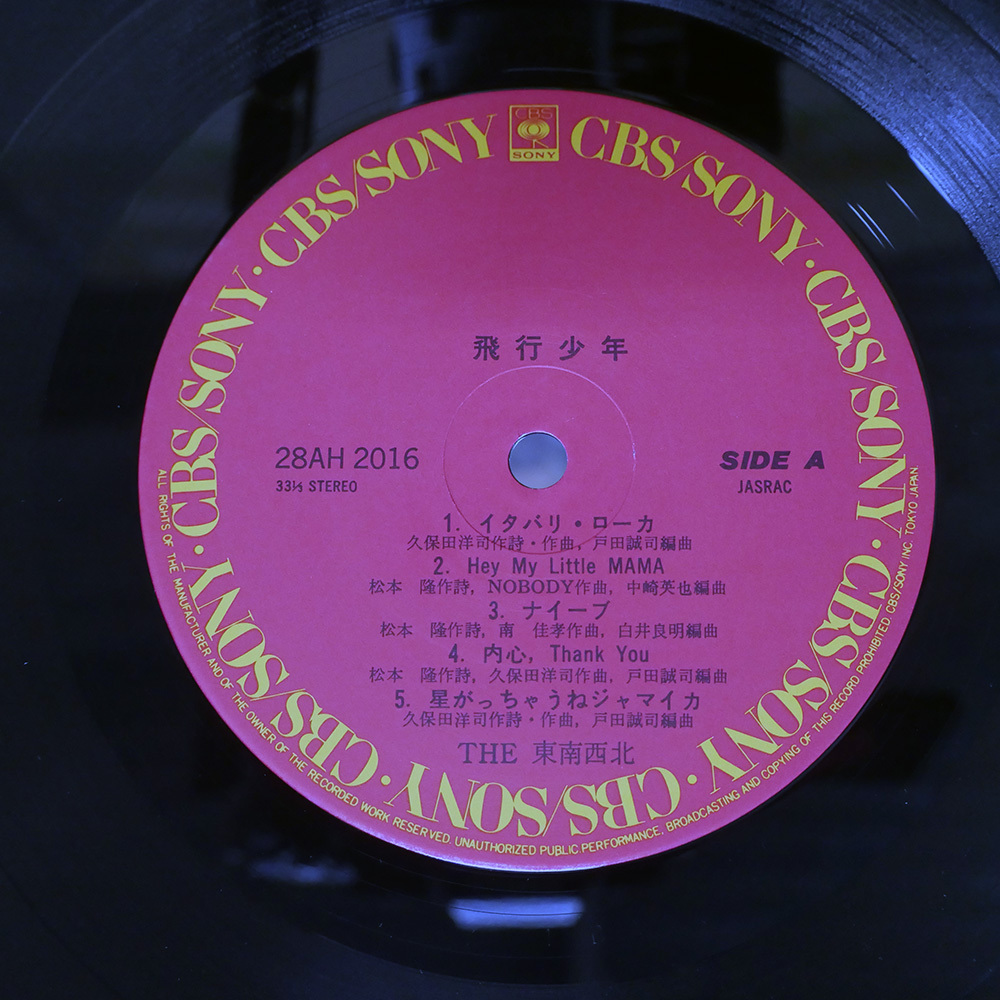 CBS
SONY
CBS/SONY · CBS/SONY · CBS/SONY · CBS/SONY · CBS/SONY · CBS/SONY · CBS/SONY · CBS/SONY · CBS/SONY
飛行少年
28AH 2016
33⅓ STEREO
SIDE A
JASRAC
1. イタバリ・ローカ
久保田洋司作詩・作曲, 戸田誠司編曲
2. Hey My Little MAMA
松本 隆作詩, NOBODY作曲, 中崎英也編曲
3. ナイーブ
松本 隆作詩, 南 佳孝作曲, 白井良明編曲
4. 内心, Thank You
松本 隆作詩, 久保田洋司作曲, 戸田誠司編曲
5. 星がっちゃうねジャマイカ
久保田洋司作詩・作曲, 戸田誠司編曲
THE 東南西北
ALL RIGHTS OF THE MANUFACTURER AND OF THE OWNER OF THE RECORDED WORK RESERVED. UNAUTHORIZED PUBLIC PERFORMANCE, BROADCASTING AND COPYING OF THIS RECORD PROHIBITED CBS/SONY INC. TOKYO JAPAN